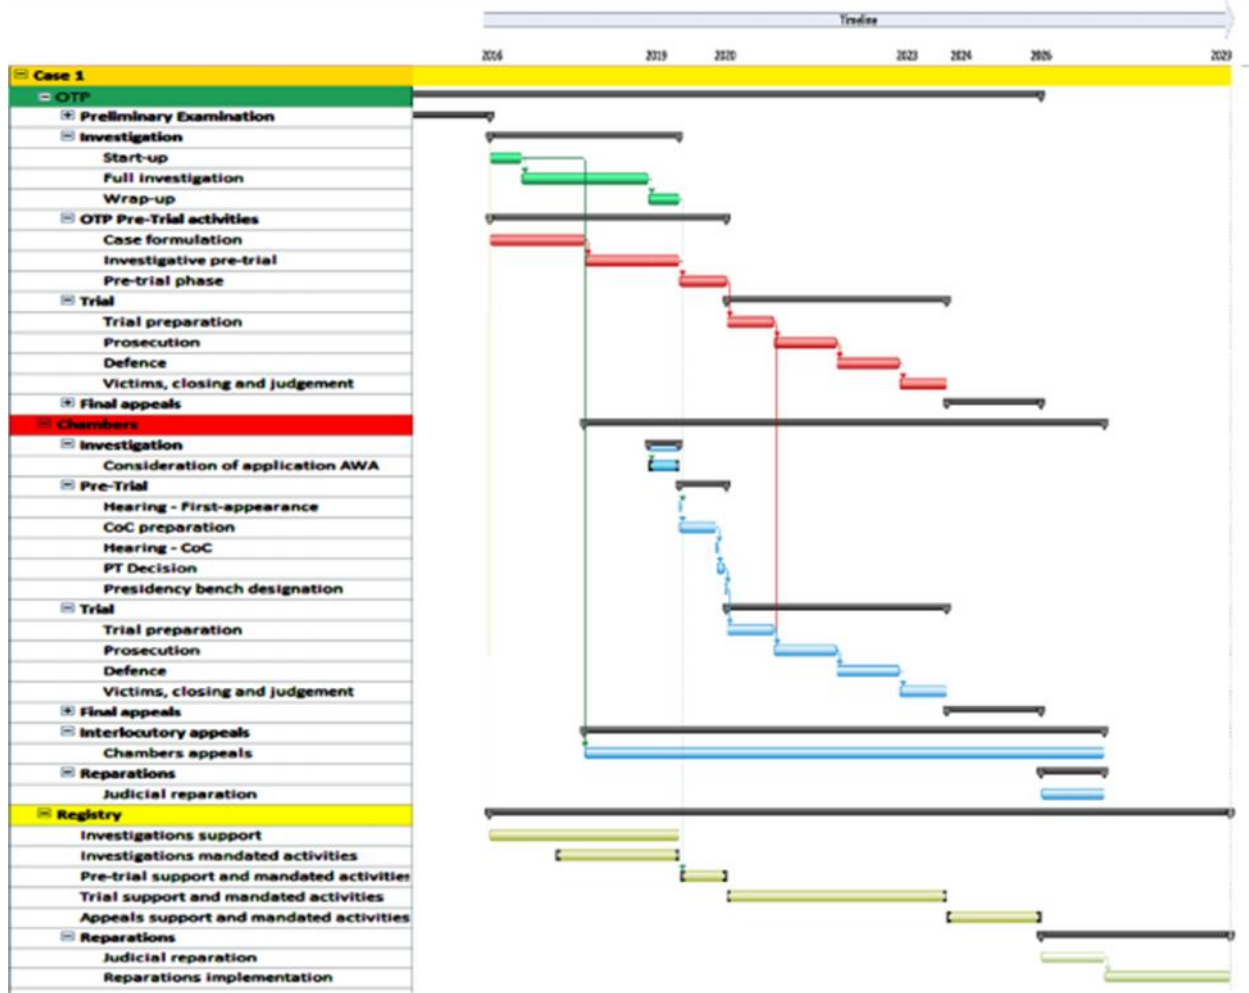 Timeline
2016 2019 2020 2023 2024 2026 2029
Case 1
OTP
Preliminary Examination
Investigation
Start-up
Full investigation
Wrap-up
OTP Pre-Trial activities
Case formulation
Investigative pre-trial
Pre-trial phase
Trial
Trial preparation
Prosecution
Defence
Victims, closing and judgement
Final appeals
Chambers
Investigation
Consideration of application AWA
Pre-Trial
Hearing - First-appearance
CoC preparation
Hearing - CoC
PT Decision
Presidency bench designation
Trial
Trial preparation
Prosecution
Defence
Victims, closing and judgement
Final appeals
Interlocutory appeals
Chambers appeals
Reparations
Judicial reparation
Registry
Investigations support
Investigations mandated activities
Pre-trial support and mandated activities
Trial support and mandated activities
Appeals support and mandated activities
Reparations
Judicial reparation
Reparations implementation